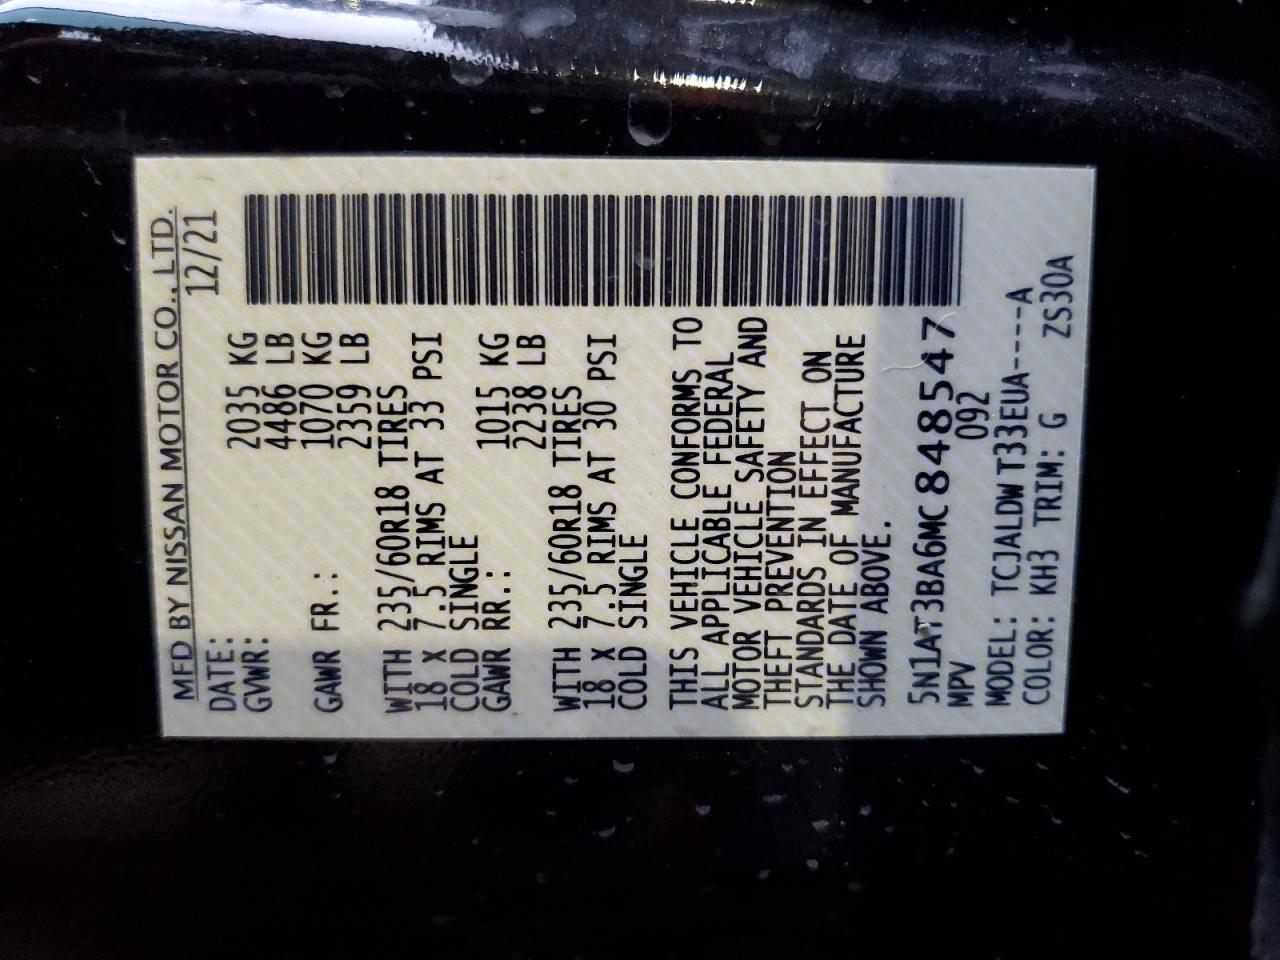 MFD BY NISSAN MOTOR CO., LTD.
DATE: 12/21
GVWR: 2035 KG
4486 LB
GAWR FR.: 1070 KG
2359 LB
WITH 235/60R18 TIRES
18 x 7.5 RIMS AT 33 PSI
COLD SINGLE
GAWR RR.: 1015 KG
2238 LB
WITH 235/60R18 TIRES
18 x 7.5 RIMS AT 30 PSI
COLD SINGLE
THIS VEHICLE CONFORMS TO
ALL APPLICABLE FEDERAL
MOTOR VEHICLE SAFETY AND
THEFT PREVENTION
STANDARDS IN EFFECT ON
THE DATE OF MANUFACTURE
SHOWN ABOVE.
5N1AT3BA6MC848547
MPV 092
MODEL: TCJALDWT33EUA----A
COLOR: KH3 TRIM: G ZS30A